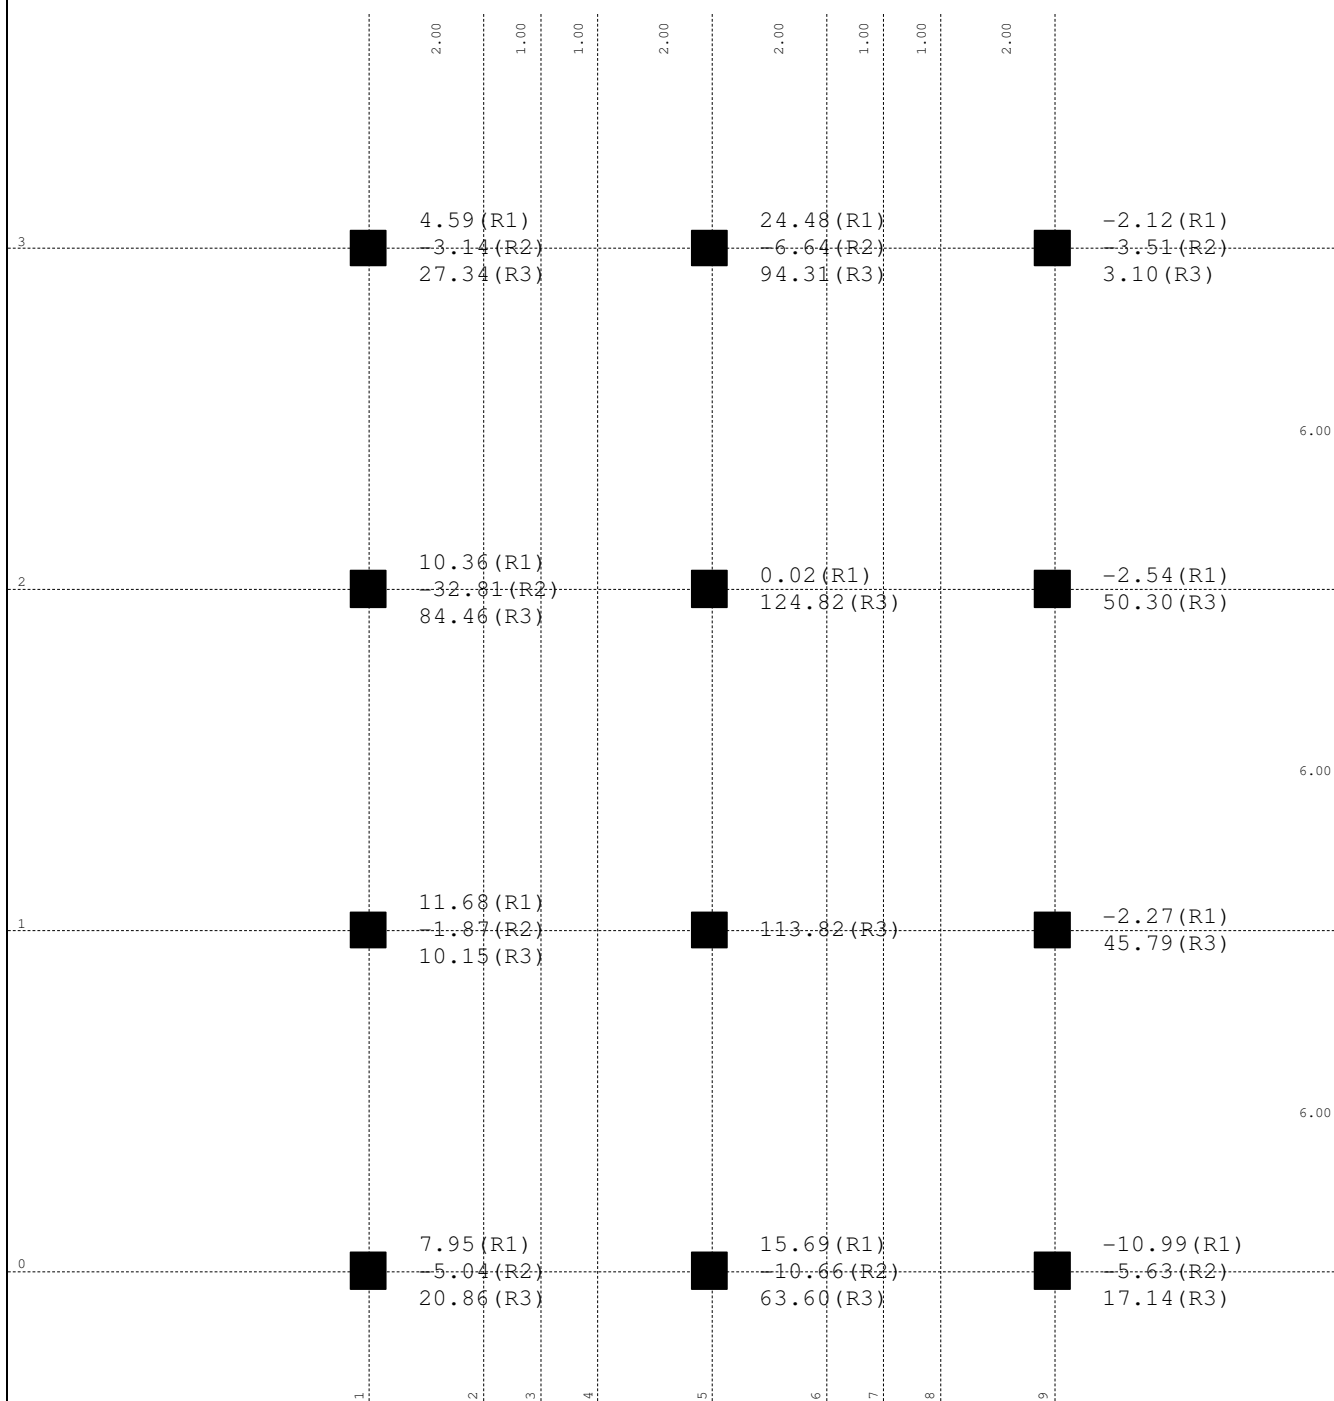 2.00 1.00 1.00 2.00 2.00 1.00 1.00 2.00
4.59(R1) 24.48(R1) -2.12(R1)
3 -3.14(R2) -6.64(R2) -3.51(R2)
27.34(R3) 94.31(R3) 3.10(R3)
6.00
10.36(R1) 0.02(R1) -2.54(R1)
2 -32.81(R2)
84.46(R3) 124.82(R3) 50.30(R3)
6.00
11.68(R1) -2.27(R1)
1 -1.87(R2) 113.82(R3)
10.15(R3) 45.79(R3)
6.00
7.95(R1) 15.69(R1) -10.99(R1)
0 -5.04(R2) -10.66(R2) -5.63(R2)
20.86(R3) 63.60(R3) 17.14(R3)
1 2 3 4 5 6 7 8 9